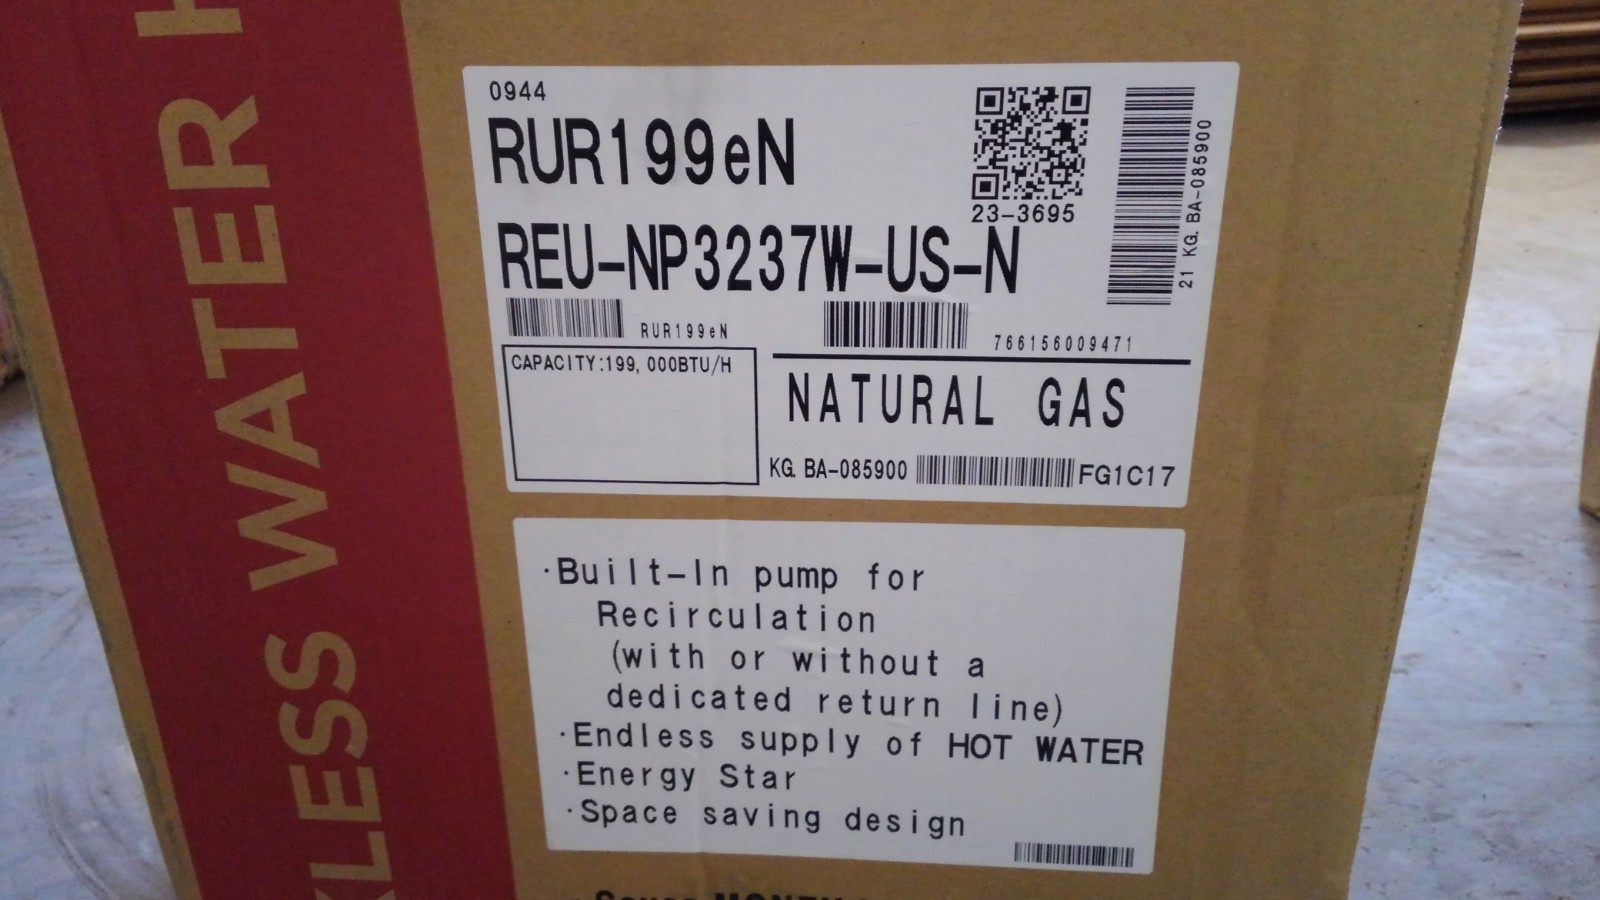 KLESS WATER H
0944
RUR199eN
23-3695
REU-NP3237W-US-N
21 KG. BA-085900
RUR199eN
766156009471
CAPACITY:199,000BTU/H
NATURAL GAS
KG. BA-085900 FG1C17
·Built-In pump for
Recirculation
(with or without a
dedicated return line)
·Endless supply of HOT WATER
·Energy Star
·Space saving design